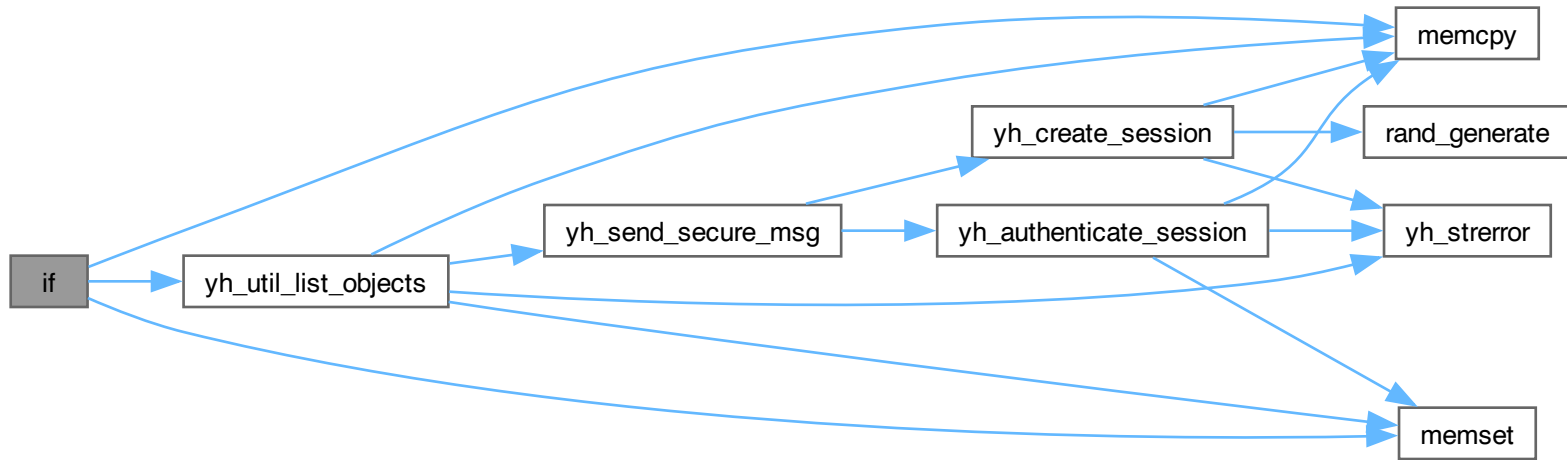 memcpy
yh_create_session
rand_generate
yh_send_secure_msg
yh_authenticate_session
yh_strerror
if
yh_util_list_objects
memset